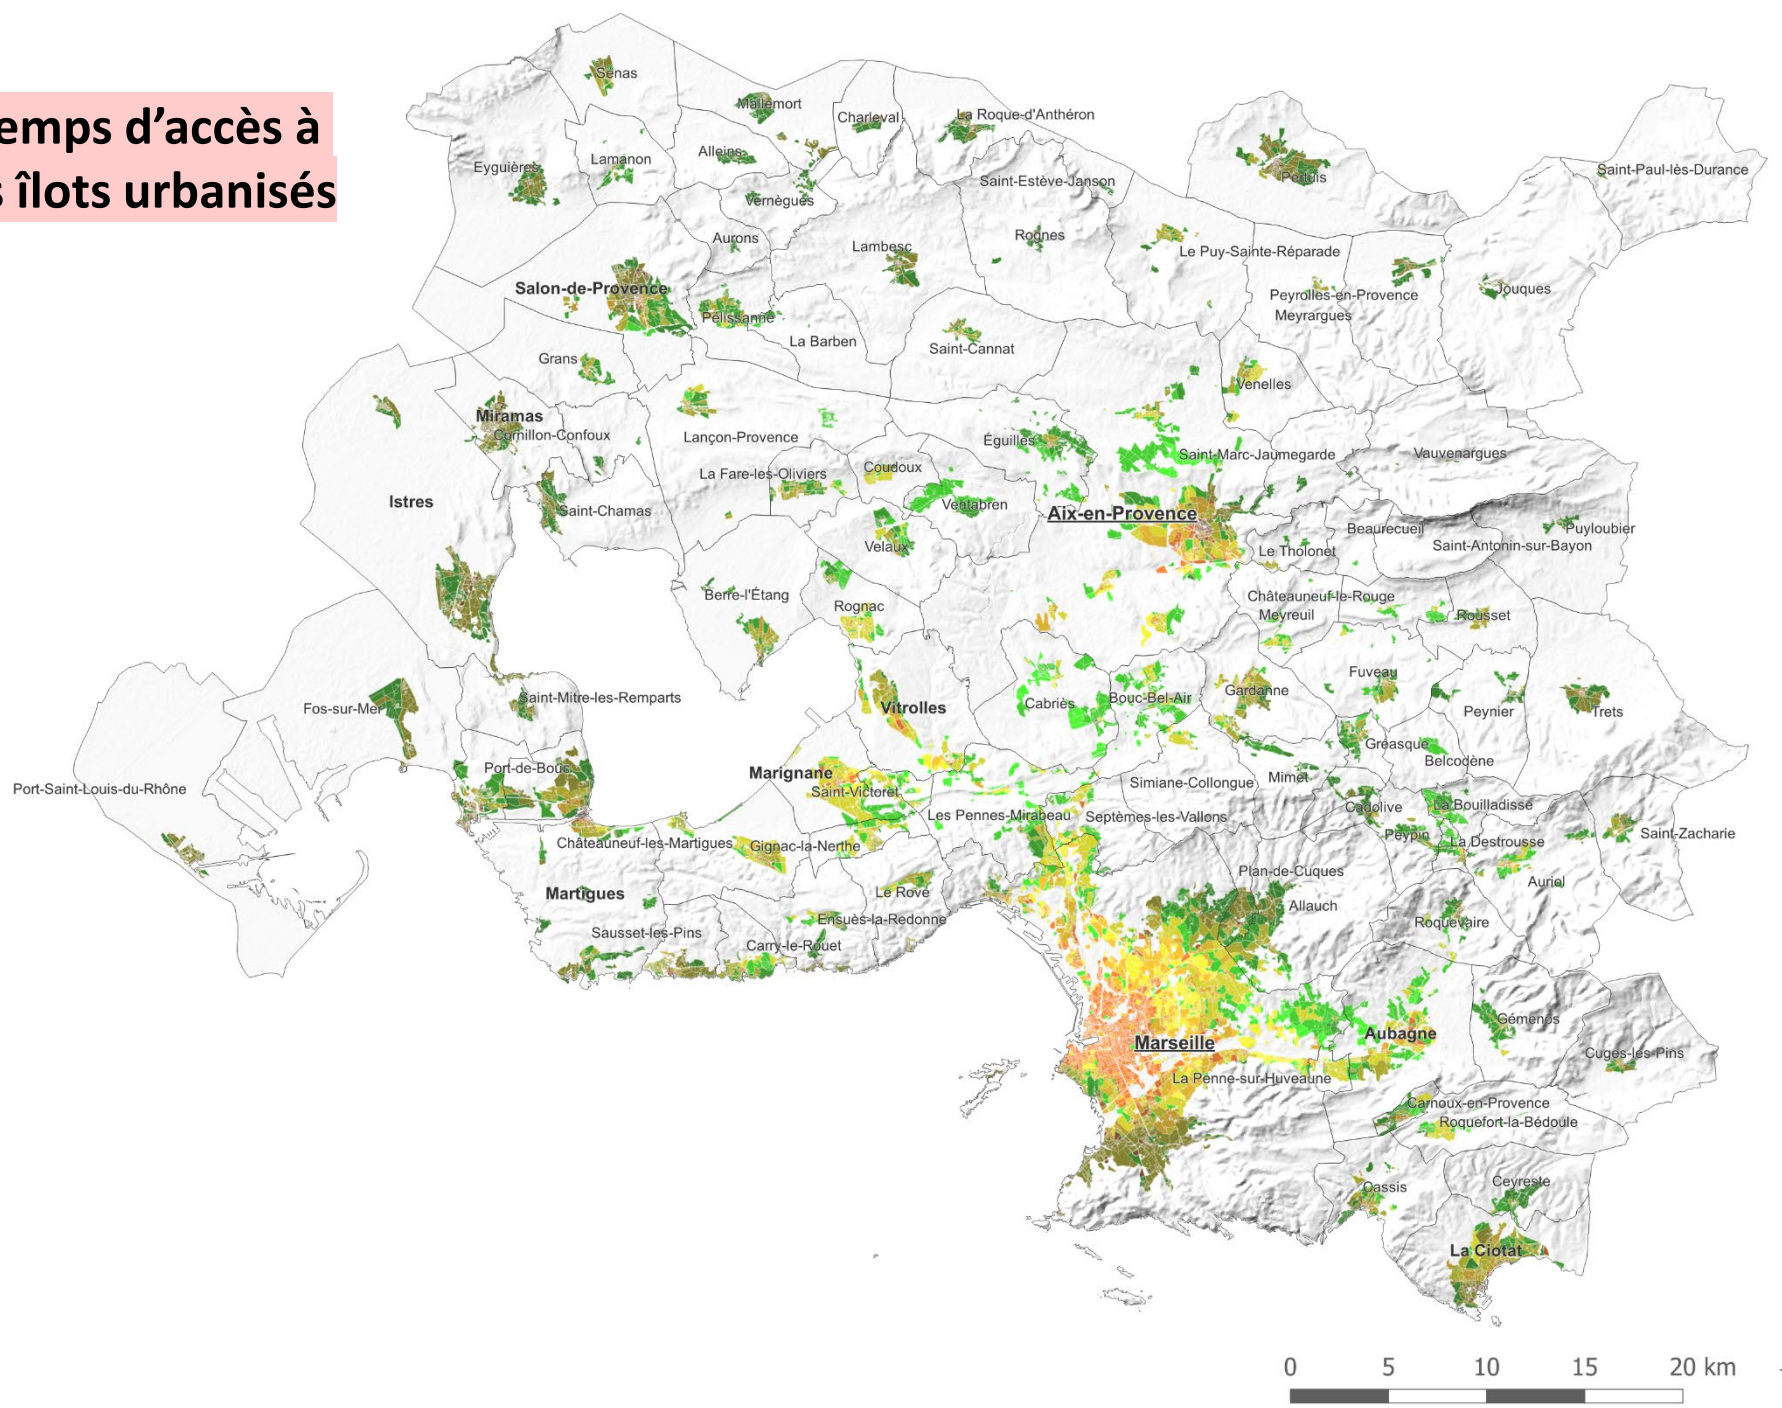 emps d'accès à
s îlots urbanisés
Sénas
Mallemort
Charleval
La Roque-d'Anthéron
Eyguières
Lamanon
Alleins
Saint-Estève-Janson
Pertuis
Saint-Paul-lès-Durance
Vernègues
Aurons
Lambesc
Rognes
Le Puy-Sainte-Réparade
Salon-de-Provence
Pélissanne
Peyrolles-en-Provence
Meyrargues
Jouques
La Barben
Saint-Cannat
Grans
Venelles
Miramas
Cornillon-Confoux
Lançon-Provence
Éguilles
Saint-Marc-Jaumegarde
Vauvenargues
La Fare-les-Oliviers
Coudoux
Istres
Saint-Chamas
Ventabren
Aix-en-Provence
Beaurecueil
Puyloubier
Velaux
Le Tholonet
Saint-Antonin-sur-Bayon
Berre-l'Étang
Rognac
Châteauneuf-le-Rouge
Meyreuil
Rousset
Fuveau
Saint-Mitre-les-Remparts
Fos-sur-Mer
Vitrolles
Cabriès
Bouc-Bel-Air
Gardanne
Peynier
Trets
Gréasque
Port-de-Bouc
Marignane
Belcodène
Port-Saint-Louis-du-Rhône
Saint-Victoret
Simiane-Collongue
Mimet
Les Pennes-Mirabeau
Septèmes-les-Vallons
Cadolive
La Bouilladisse
Châteauneuf-les-Martigues
Gignac-la-Nerthe
Peypin
La Destrousse
Saint-Zacharie
Martigues
Le Rove
Plan-de-Cuques
Auriol
Allauch
Ensuès-la-Redonne
Roquevaire
Sausset-les-Pins
Carry-le-Rouet
Gémenos
Aubagne
Marseille
Cuges-les-Pins
La Penne-sur-Huveaune
Carnoux-en-Provence
Roquefort-la-Bédoule
Cassis
Ceyreste
La Ciotat
0 5 10 15 20 km